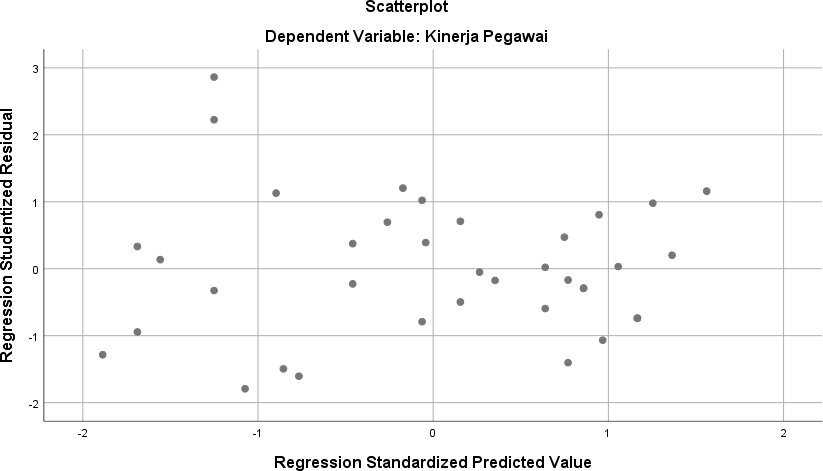 Scatterplot
Dependent Variable: Kinerja Pegawai
Regression Studentized Residual
3
2
1
0
-1
-2
-2 -1 0 1 2
Regression Standardized Predicted Value